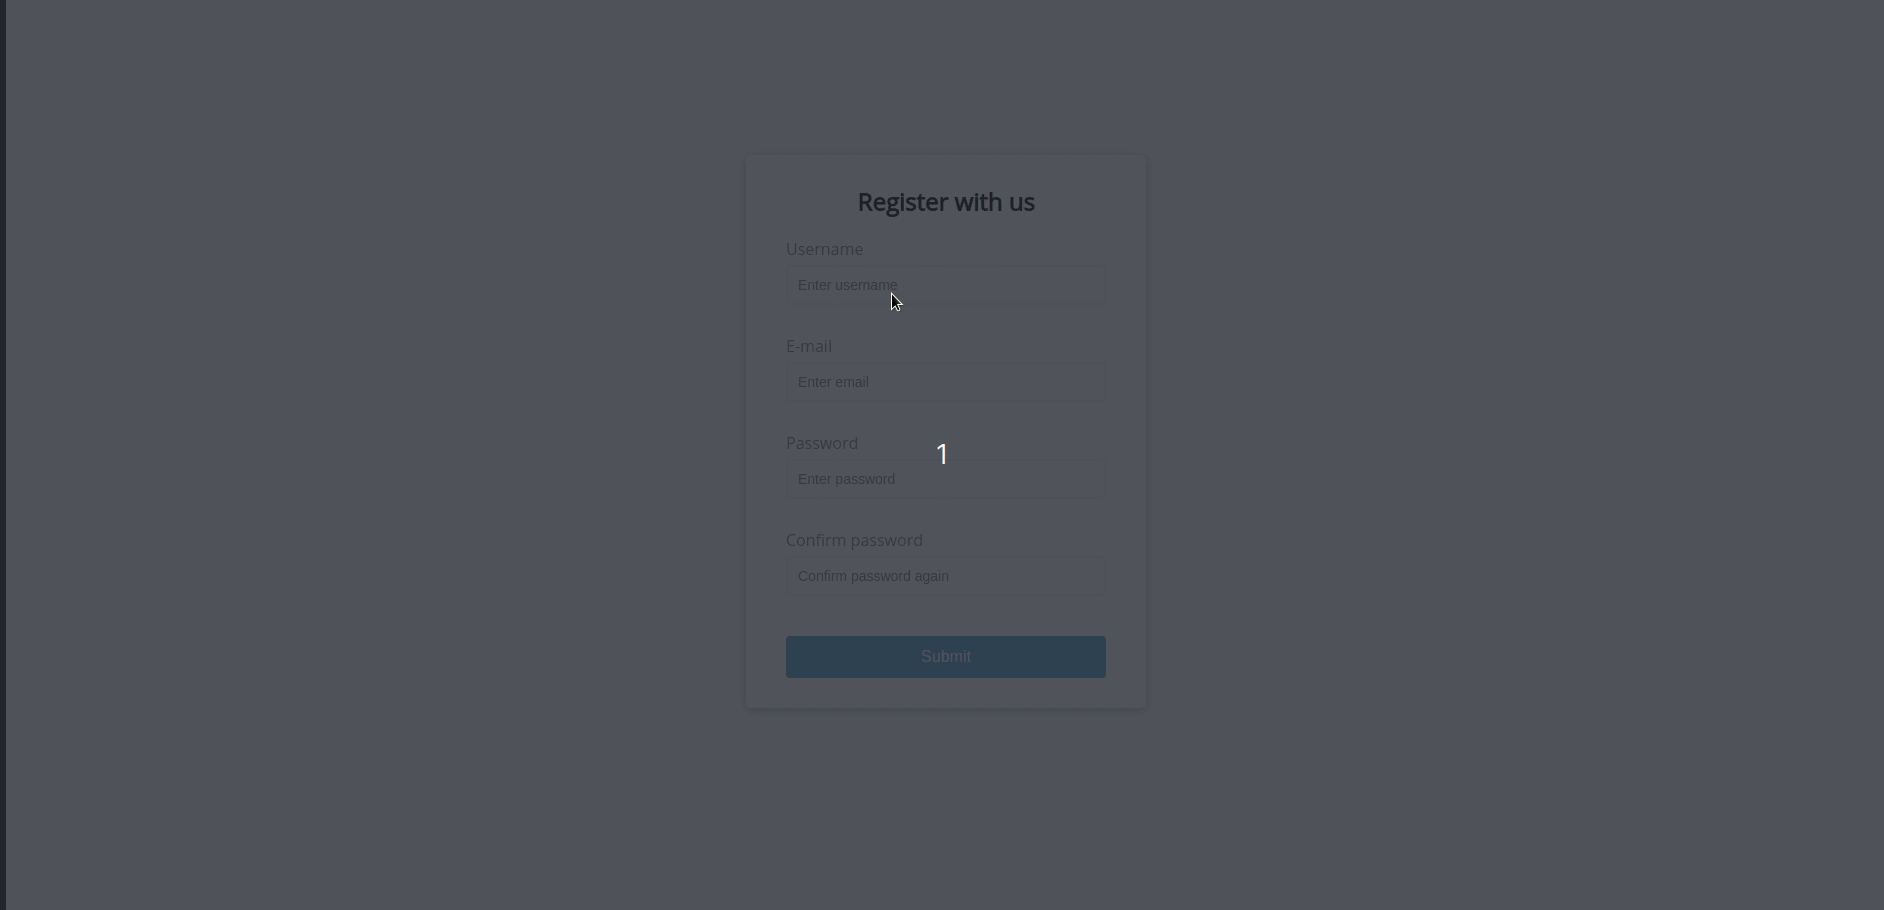 Register with us
Username
Enter username
E-mail
Enter email
1
Password
Enter password
Confirm password
Confirm password again
Submit